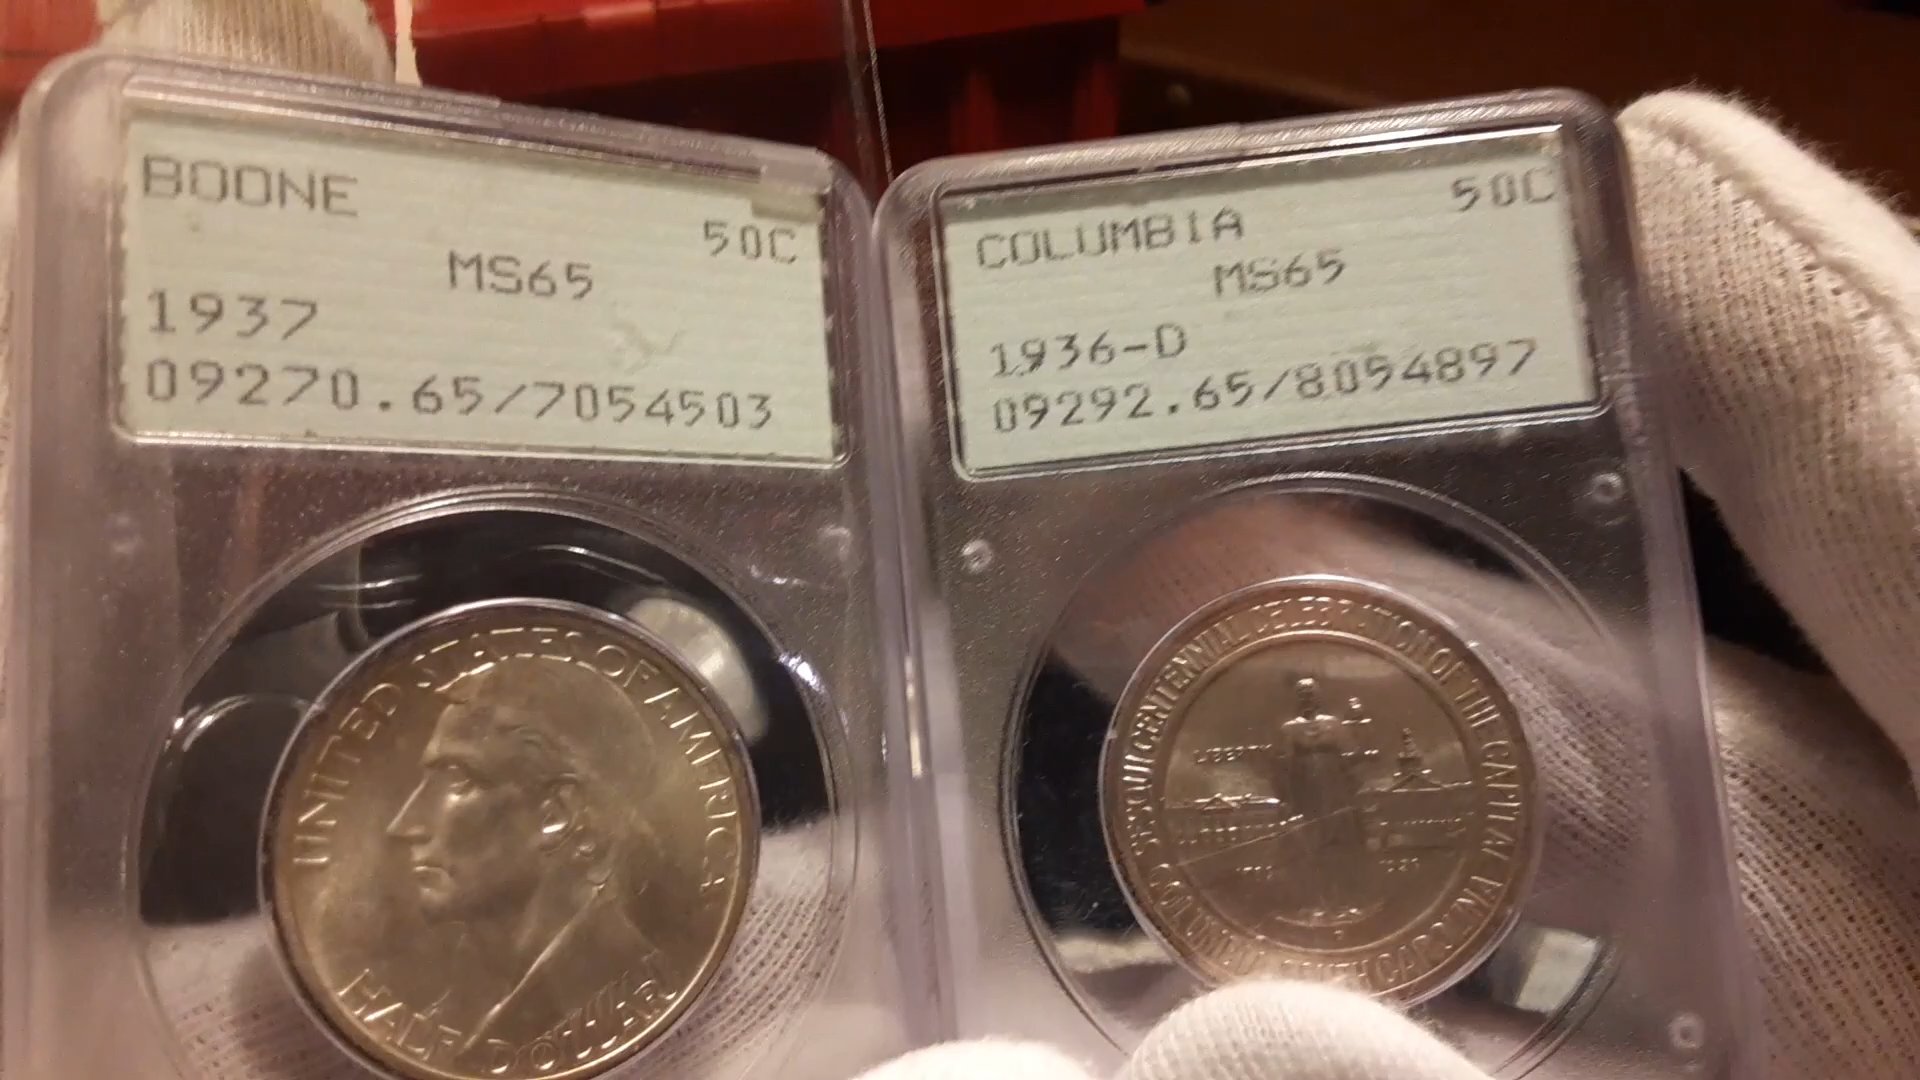 BOONE
50C
MS65
1937
09270.65/7054503
UNITED STATES OF AMERICA
HALF DOLLAR
COLUMBIA
50C
MS65
1936-D
09292.65/8054897
SESQUICENTENNIAL CELEBRATION OF THE CAPITAL
COLUMBIA SOUTH CAROLINA
LIBERTY